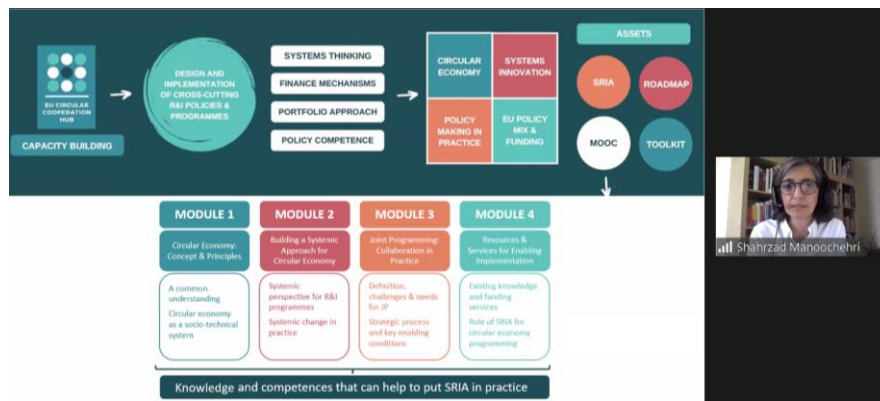 EU CIRCULAR
COOPERATION
HUB
CAPACITY BUILDING
DESIGN AND
IMPLEMENTATION
OF CROSS-CUTTING
R&I POLICIES &
PROGRAMMES
SYSTEMS THINKING
FINANCE MECHANISMS
PORTFOLIO APPROACH
POLICY COMPETENCE
CIRCULAR
ECONOMY
SYSTEMS
INNOVATION
POLICY
MAKING IN
PRACTICE
EU POLICY
MIX &
FUNDING
ASSETS
SRIA
ROADMAP
MOOC
TOOLKIT
MODULE 1
Circular Economy:
Concept & Principles
A common
understanding
Circular economy
as a socio-technical
system
MODULE 2
Building a Systemic
Approach for
Circular Economy
Systemic
perspective for R&I
programmes
Systemic change in
practice
MODULE 3
Joint Programming:
Collaboration in
Practice
Definition,
challenges & needs
for JP
Strategic process
and key enabling
conditions
MODULE 4
Resources &
Services for Enabling
Implementation
Existing knowledge
and funding
services
Role of SRIA for
circular economy
programming
Knowledge and competences that can help to put SRIA in practice
Shahrzad Manoochehri